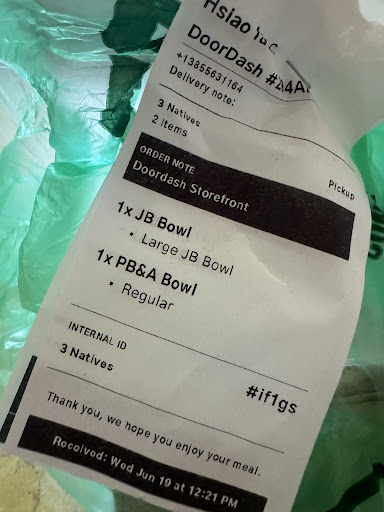 Hsiao
DoorDash
+13855631164
Delivery note:
3 Natives
2 items
Pickup
ORDER NOTE
Doordash Storefront
1x JB Bowl
• Large JB Bowl
1x PB&A Bowl
• Regular
INTERNAL ID
3 Natives
#if1gs
Thank you, we hope you enjoy your meal.
Received: Wed Jun 19 at 12:21 PM